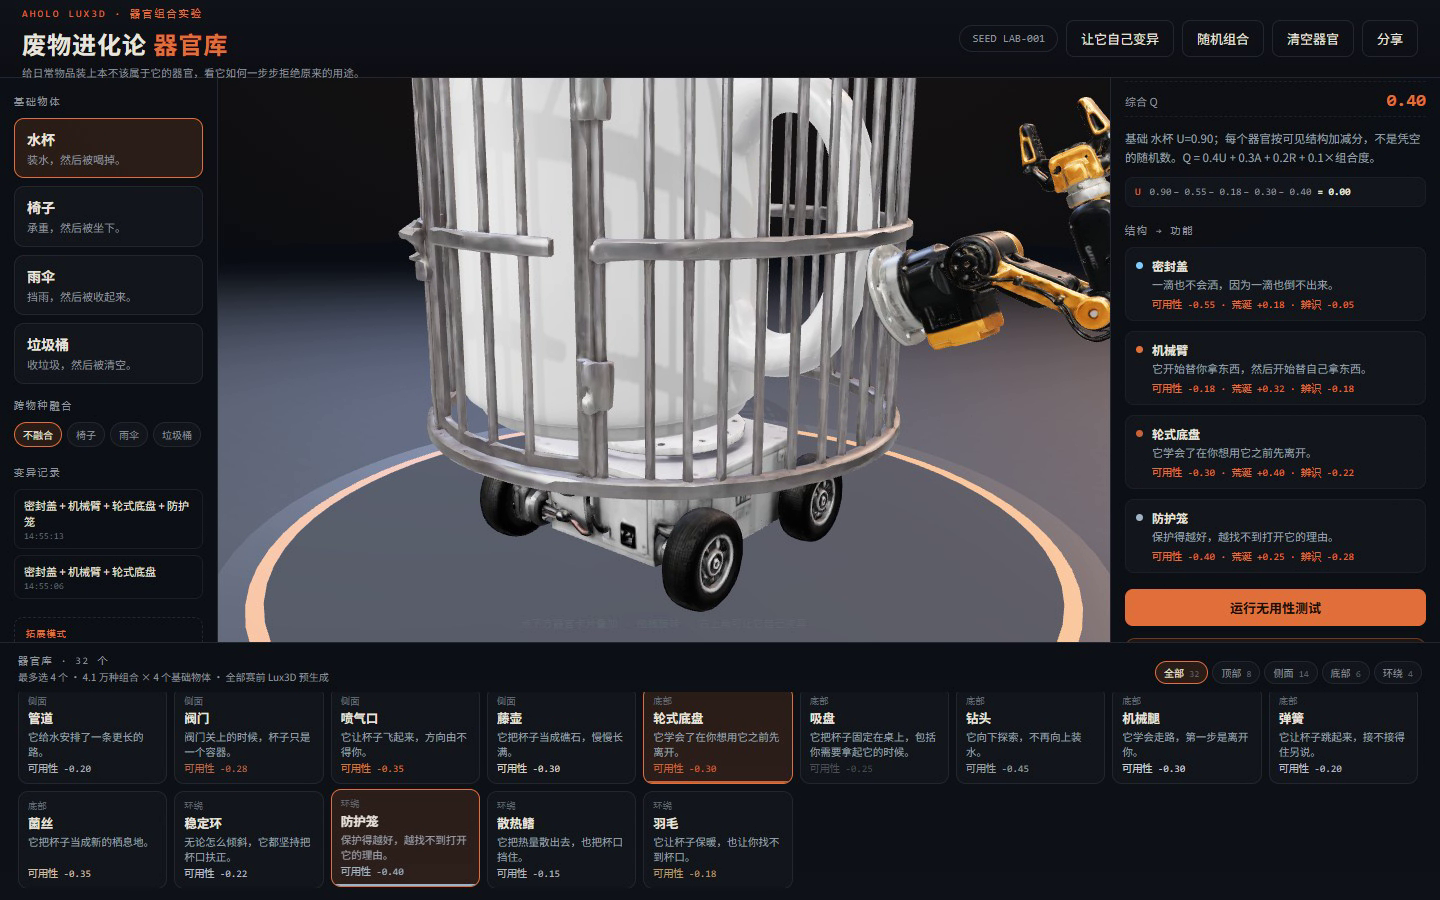 AHOLO LUX3D · 器官组合实验
废物进化论 器官库
给日常物品装上本不该属于它的器官，看它如何一步步拒绝原来的用途。
SEED LAB-001
让它自己变异
随机组合
清空器官
分享
基础物体
水杯
装水，然后被喝掉。
椅子
承重，然后被坐下。
雨伞
挡雨，然后被收起来。
垃圾桶
收垃圾，然后被清空。
跨物种融合
不融合
椅子
雨伞
垃圾桶
变异记录
密封盖＋机械臂＋轮式底盘＋防护
笼
14:55:13
密封盖＋机械臂＋轮式底盘
14:55:06
拓展模式
综合 Q
0.40
基础 水杯 U=0.90；每个器官按可见结构加减分，不是凭空
的随机数。Q = 0.4U + 0.3A + 0.2R + 0.1×组合度。
U 0.90 − 0.55 − 0.18 − 0.30 − 0.40 = 0.00
结构 → 功能
密封盖
一滴也不会洒，因为一滴也倒不出来。
可用性 -0.55 · 荒诞 +0.18 · 辨识 -0.05
机械臂
它开始替你拿东西，然后开始替自己拿东西。
可用性 -0.18 · 荒诞 +0.32 · 辨识 -0.18
轮式底盘
它学会了在你想用它之前先离开。
可用性 -0.30 · 荒诞 +0.40 · 辨识 -0.22
防护笼
保护得越好，越找不到打开它的理由。
可用性 -0.40 · 荒诞 +0.25 · 辨识 -0.28
运行无用性测试
器官库 · 32 个
最多选 4 个 · 4.1 万种组合 × 4 个基础物体 · 全部赛前 Lux3D 预生成
全部 32
顶部 8
侧面 14
底部 6
环绕 4
侧面
管道
它给水安排了一条更长的
路。
可用性 -0.20
侧面
阀门
阀门关上的时候，杯子只是
一个容器。
可用性 -0.28
侧面
喷气口
它让杯子飞起来，方向由不
得你。
可用性 -0.35
侧面
藤壶
它把杯子当成礁石，慢慢长
满。
可用性 -0.30
底部
轮式底盘
它学会了在你想用它之前先
离开。
可用性 -0.30
底部
吸盘
它把杯子固定在桌上，包括
你需要拿起它的时候。
可用性 -0.25
底部
钻头
它向下探索，不再向上装
水。
可用性 -0.45
底部
机械腿
它学会走路，第一步是离开
你。
可用性 -0.30
底部
弹簧
它让杯子跳起来，接不接得
住另说。
可用性 -0.20
底部
菌丝
它把杯子当成新的栖息地。
可用性 -0.35
环绕
稳定环
无论怎么倾斜，它都坚持把
杯口扶正。
可用性 -0.22
环绕
防护笼
保护得越好，越找不到打开
它的理由。
可用性 -0.40
环绕
散热鳍
它把热量散出去，也把杯口
挡住。
可用性 -0.15
环绕
羽毛
它让杯子保暖，也让你找不
到杯口。
可用性 -0.18